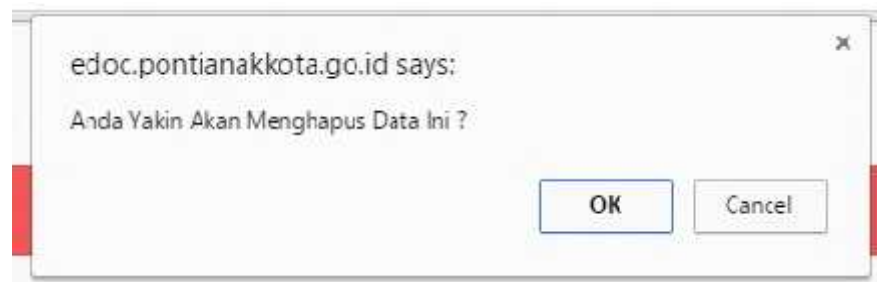 edoc.pontianakkota.go.id says:
Anda Yakin Akan Menghapus Data Ini ?
OK
Cancel